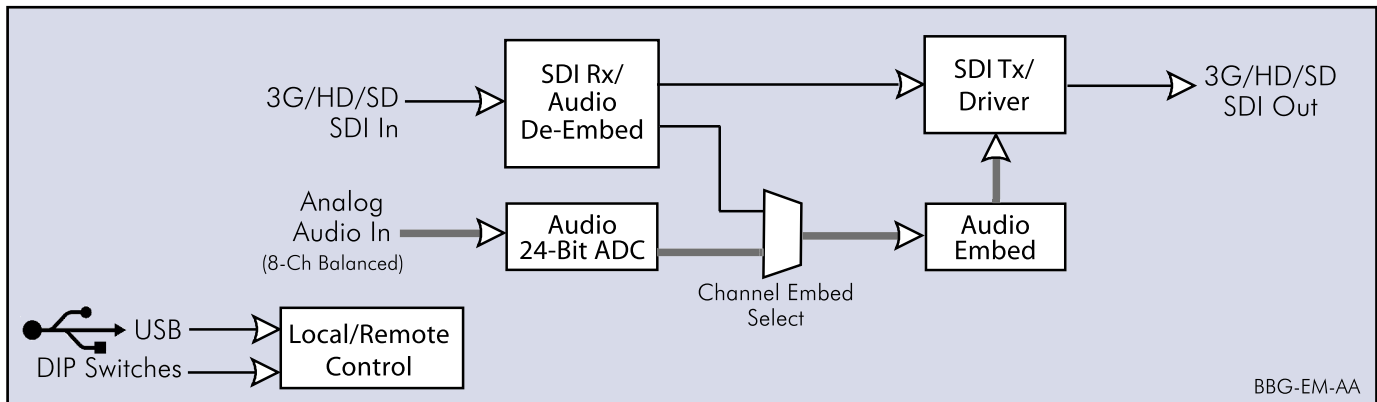 3G/HD/SD
SDI In
SDI Rx/
Audio
De-Embed
SDI Tx/
Driver
3G/HD/SD
SDI Out
Analog
Audio In
(8-Ch Balanced)
Audio
24-Bit ADC
Channel Embed
Select
Audio
Embed
USB
DIP Switches
Local/Remote
Control
BBG-EM-AA